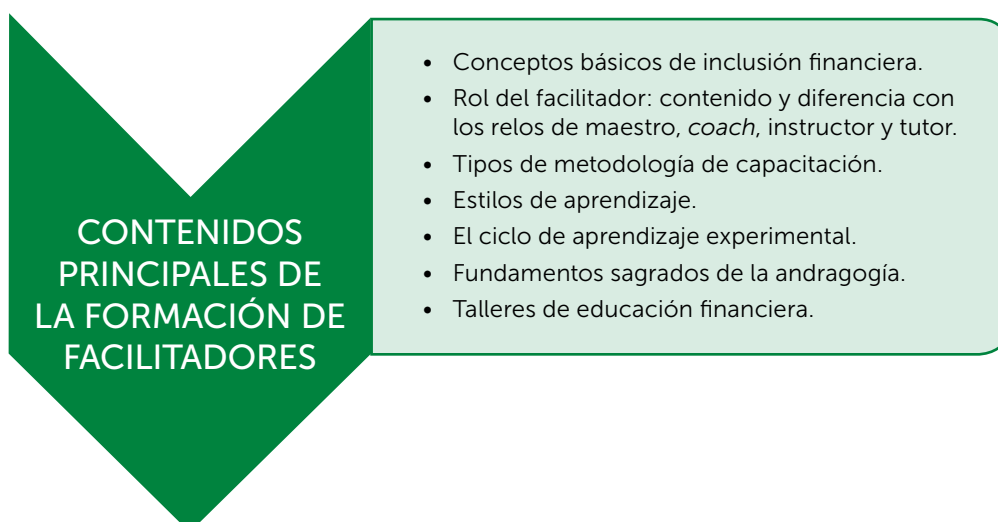 CONTENIDOS
PRINCIPALES DE
LA FORMACIÓN DE
FACILITADORES
• Conceptos básicos de inclusión financiera.
• Rol del facilitador: contenido y diferencia con
los relos de maestro, coach, instructor y tutor.
• Tipos de metodología de capacitación.
• Estilos de aprendizaje.
• El ciclo de aprendizaje experimental.
• Fundamentos sagrados de la andragogía.
• Talleres de educación financiera.